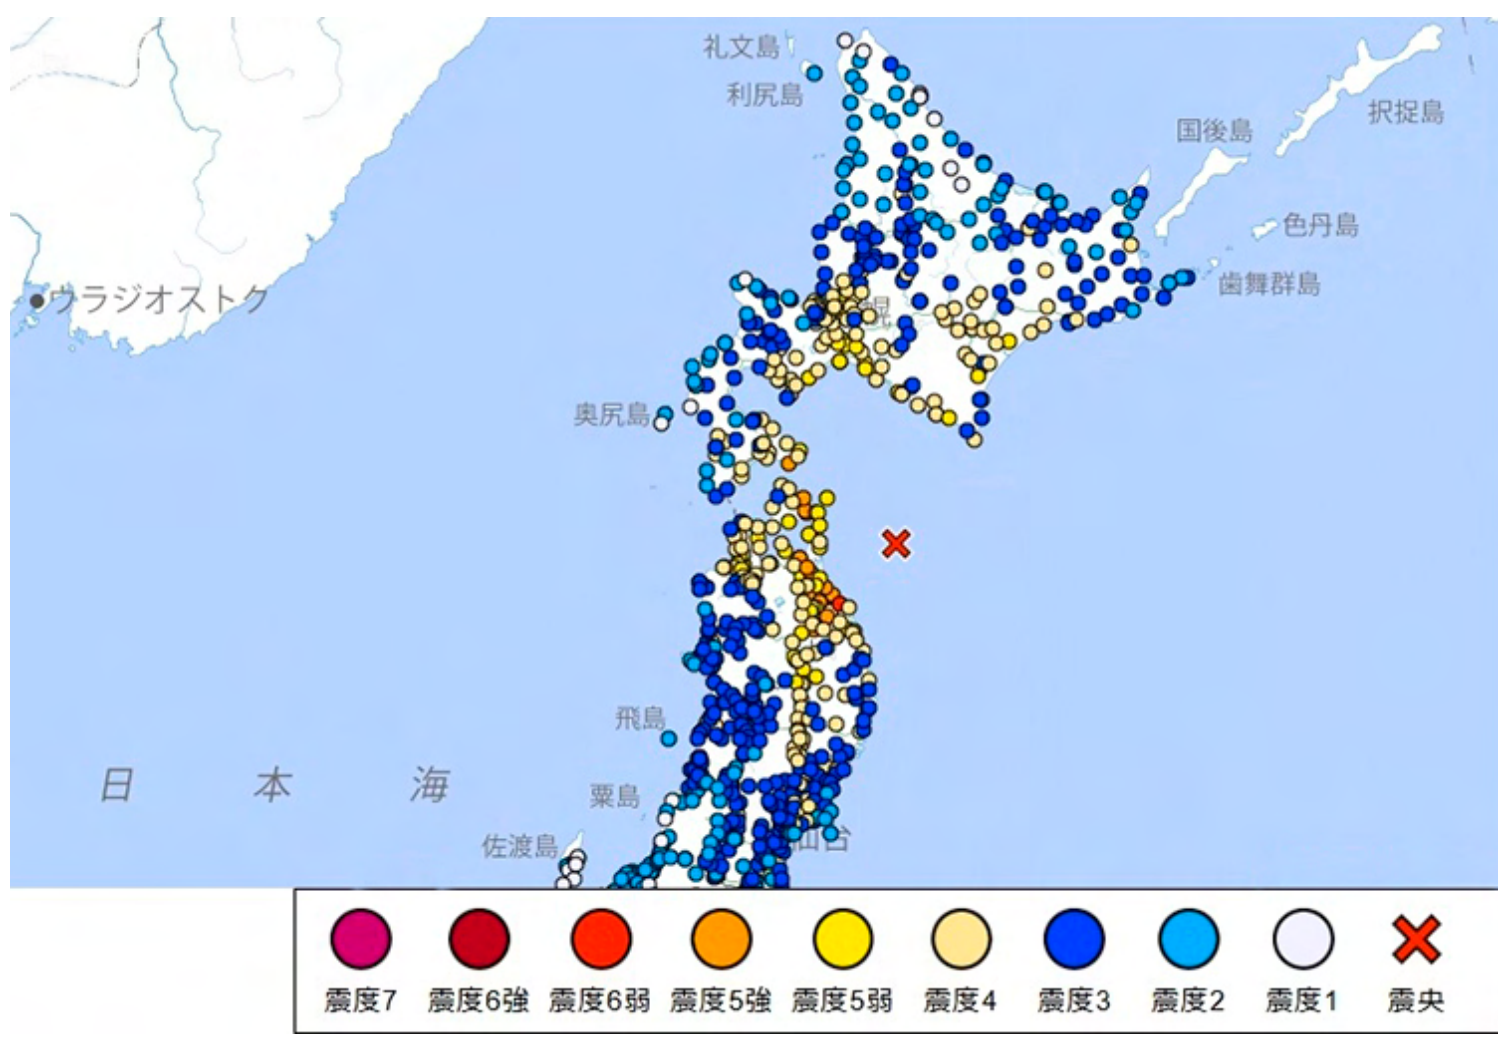 礼文島
利尻島
択捉島
国後島
色丹島
歯舞群島
ウラジオストク
幌
奥尻島
飛島
日本海
粟島
佐渡島
仙台
震度7
震度6強
震度6弱
震度5強
震度5弱
震度4
震度3
震度2
震度1
震央